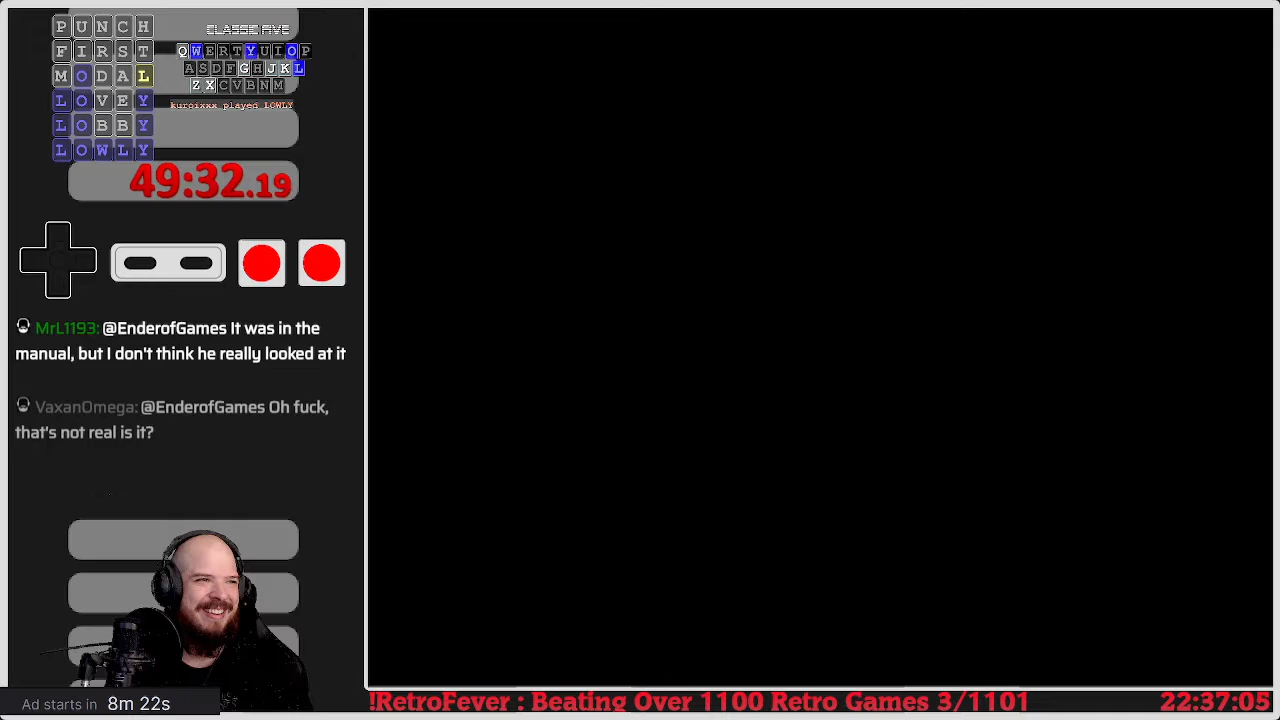 PUNCH
FIRST
MODAL
LOVEY
LOBBY
LOWLY
CLASSIC FIVE
QWERTYUIOP
ASDFGHJKL
ZXCVBNM
kuroixxx played LOWLY
49:32.19
MrL1193: @EnderofGames It was in the
manual, but I don't think he really looked at it
VaxanOmega: @EnderofGames Oh fuck,
that's not real is it?
Ad starts in 8m 22s
!RetroFever : Beating Over 1100 Retro Games 3/1101
22:37:05